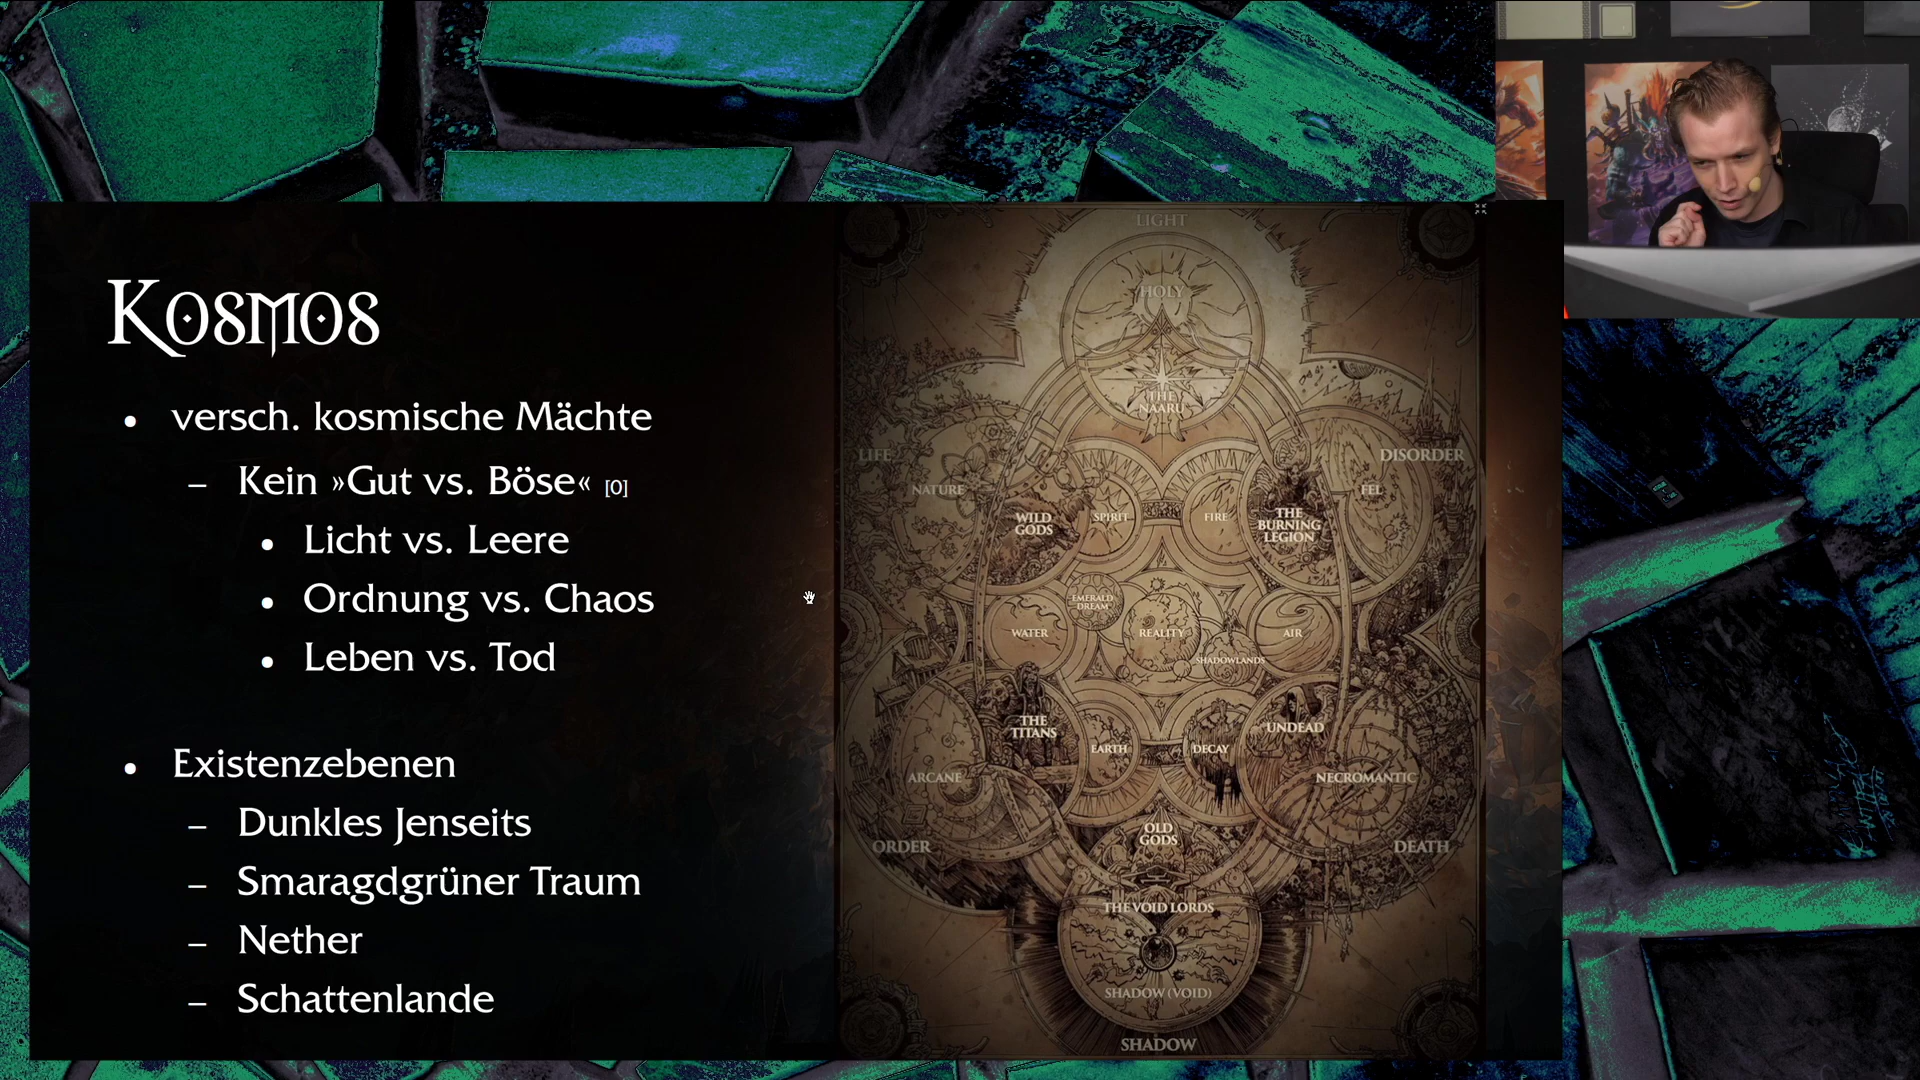 Kosmos
• versch. kosmische Mächte
– Kein »Gut vs. Böse« [0]
• Licht vs. Leere
• Ordnung vs. Chaos
• Leben vs. Tod
• Existenzebenen
– Dunkles Jenseits
– Smaragdgrüner Traum
– Nether
– Schattenlande
LIGHT
HOLY
THE
NAARU
LIFE
DISORDER
NATURE
FEL
WILD
GODS
SPIRIT
FIRE
THE
BURNING
LEGION
EMERALD
DREAM
WATER
REALITY
AIR
SHADOWLANDS
THE
TITANS
EARTH
DECAY
UNDEAD
ARCANE
NECROMANTIC
OLD
GODS
ORDER
DEATH
THE VOID LORDS
SHADOW (VOID)
SHADOW